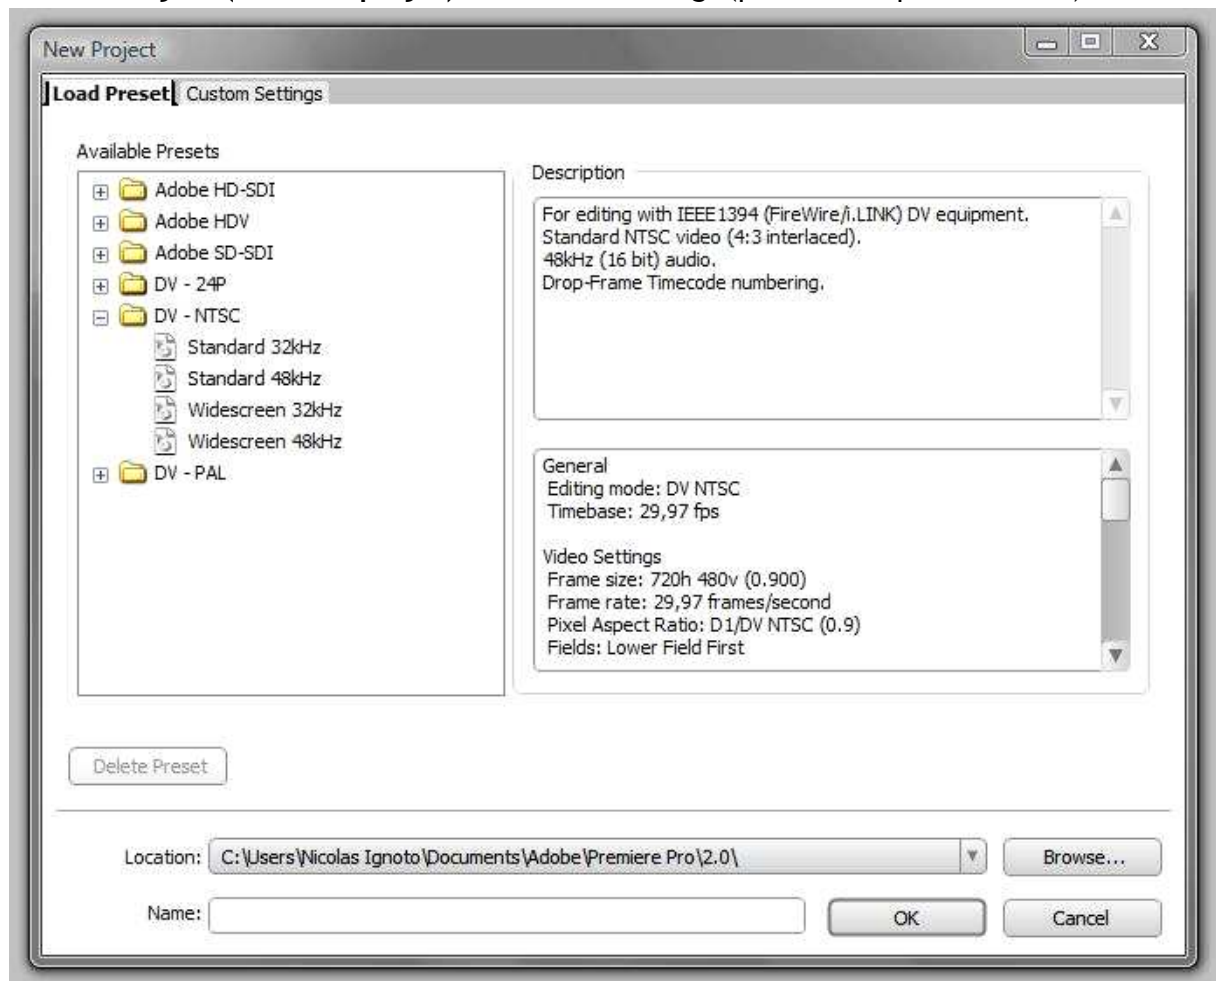 New Project
Load Preset Custom Settings
Available Presets
Adobe HD-SDI
Adobe HDV
Adobe SD-SDI
DV - 24P
DV - NTSC
Standard 32kHz
Standard 48kHz
Widescreen 32kHz
Widescreen 48kHz
DV - PAL
Description
For editing with IEEE1394 (FireWire/i.LINK) DV equipment.
Standard NTSC video (4:3 interlaced).
48kHz (16 bit) audio.
Drop-Frame Timecode numbering.
General
Editing mode: DV NTSC
Timebase: 29,97 fps
Video Settings
Frame size: 720h 480v (0.900)
Frame rate: 29,97 frames/second
Pixel Aspect Ratio: D1/DV NTSC (0.9)
Fields: Lower Field First
Delete Preset
Location: C:\Users\Nicolas Ignoto\Documents\Adobe\Premiere Pro\2.0\ Browse...
Name: OK Cancel